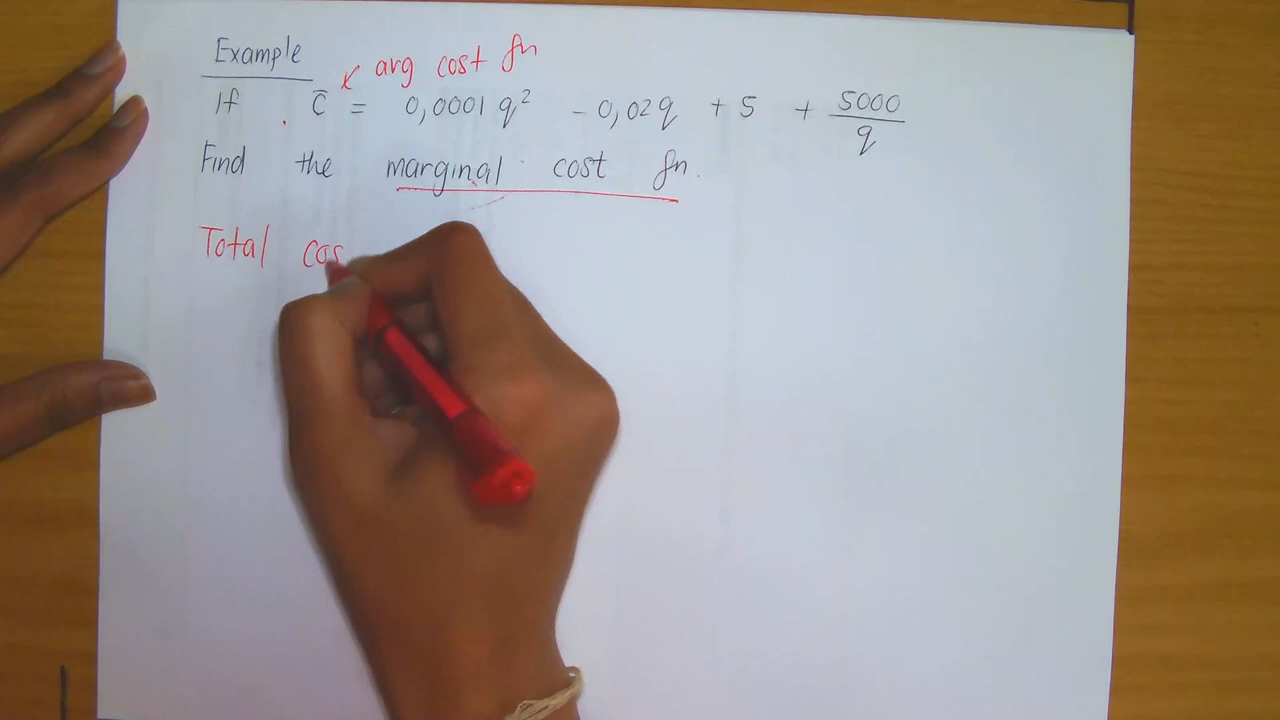 Example
↙ avg cost fn
If C̄ = 0,0001 q² - 0,02q + 5 + 5000/q
Find the marginal cost fn.
Total cos